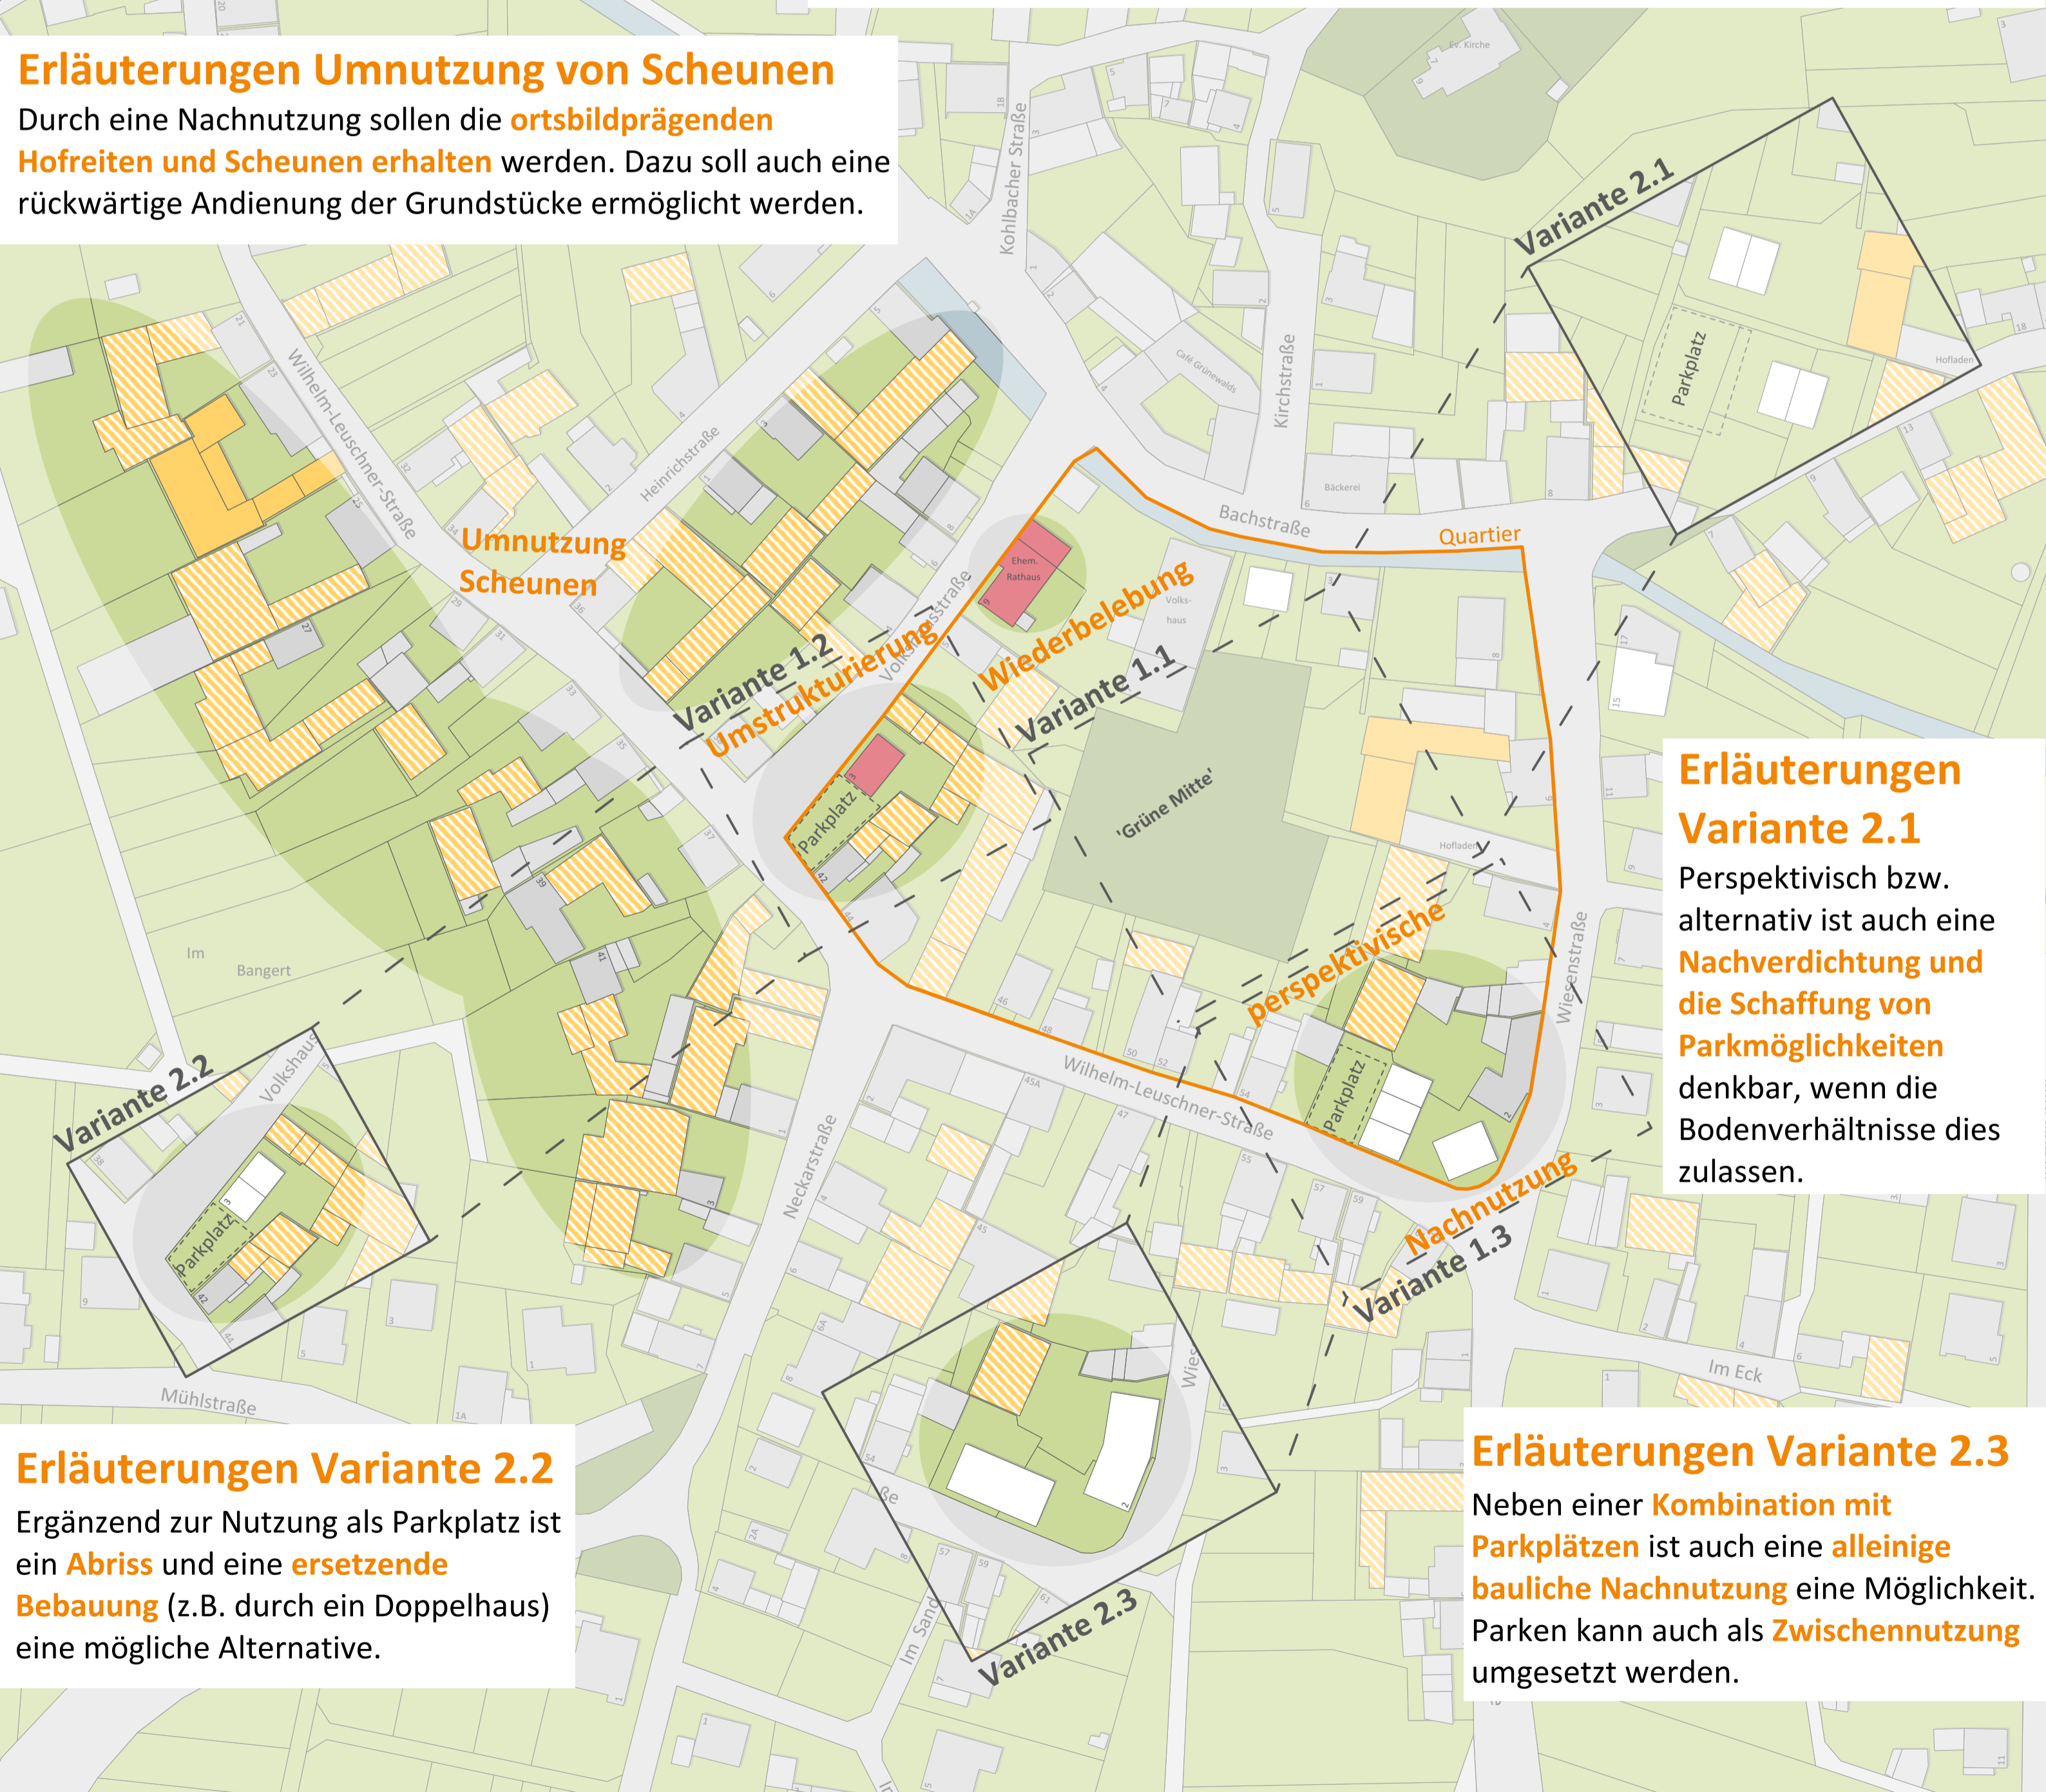 Erläuterungen Umnutzung von Scheunen
Durch eine Nachnutzung sollen die ortsbildprägenden
Hofreiten und Scheunen erhalten werden. Dazu soll auch eine
rückwärtige Andienung der Grundstücke ermöglicht werden.
Ev. Kirche
Kohlbacher Straße
Variante 2.1
Parkplatz
Hofladen
Café Grünewalds
Kirchstraße
Bäckerei
Bachstraße
Quartier
Wilhelm-Leuschner-Straße
Heinrichstraße
Umnutzung
Scheunen
Ehem.
Rathaus
Volks-
haus
Volkshausstraße
Wiederbelebung
Variante 1.1
Variante 1.2
Umstrukturierung
Parkplatz
'Grüne Mitte'
Hofladen
perspektivische
Wiesenstraße
Parkplatz
Nachnutzung
Variante 1.3
Wilhelm-Leuschner-Straße
Neckarstraße
Im
Bangert
Erläuterungen
Variante 2.1
Perspektivisch bzw.
alternativ ist auch eine
Nachverdichtung und
die Schaffung von
Parkmöglichkeiten
denkbar, wenn die
Bodenverhältnisse dies
zulassen.
Variante 2.2
Volkshaus
Parkplatz
Mühlstraße
Im Eck
Wies
ße
Im Sand
Variante 2.3
Erläuterungen Variante 2.2
Ergänzend zur Nutzung als Parkplatz ist
ein Abriss und eine ersetzende
Bebauung (z.B. durch ein Doppelhaus)
eine mögliche Alternative.
Erläuterungen Variante 2.3
Neben einer Kombination mit
Parkplätzen ist auch eine alleinige
bauliche Nachnutzung eine Möglichkeit.
Parken kann auch als Zwischennutzung
umgesetzt werden.